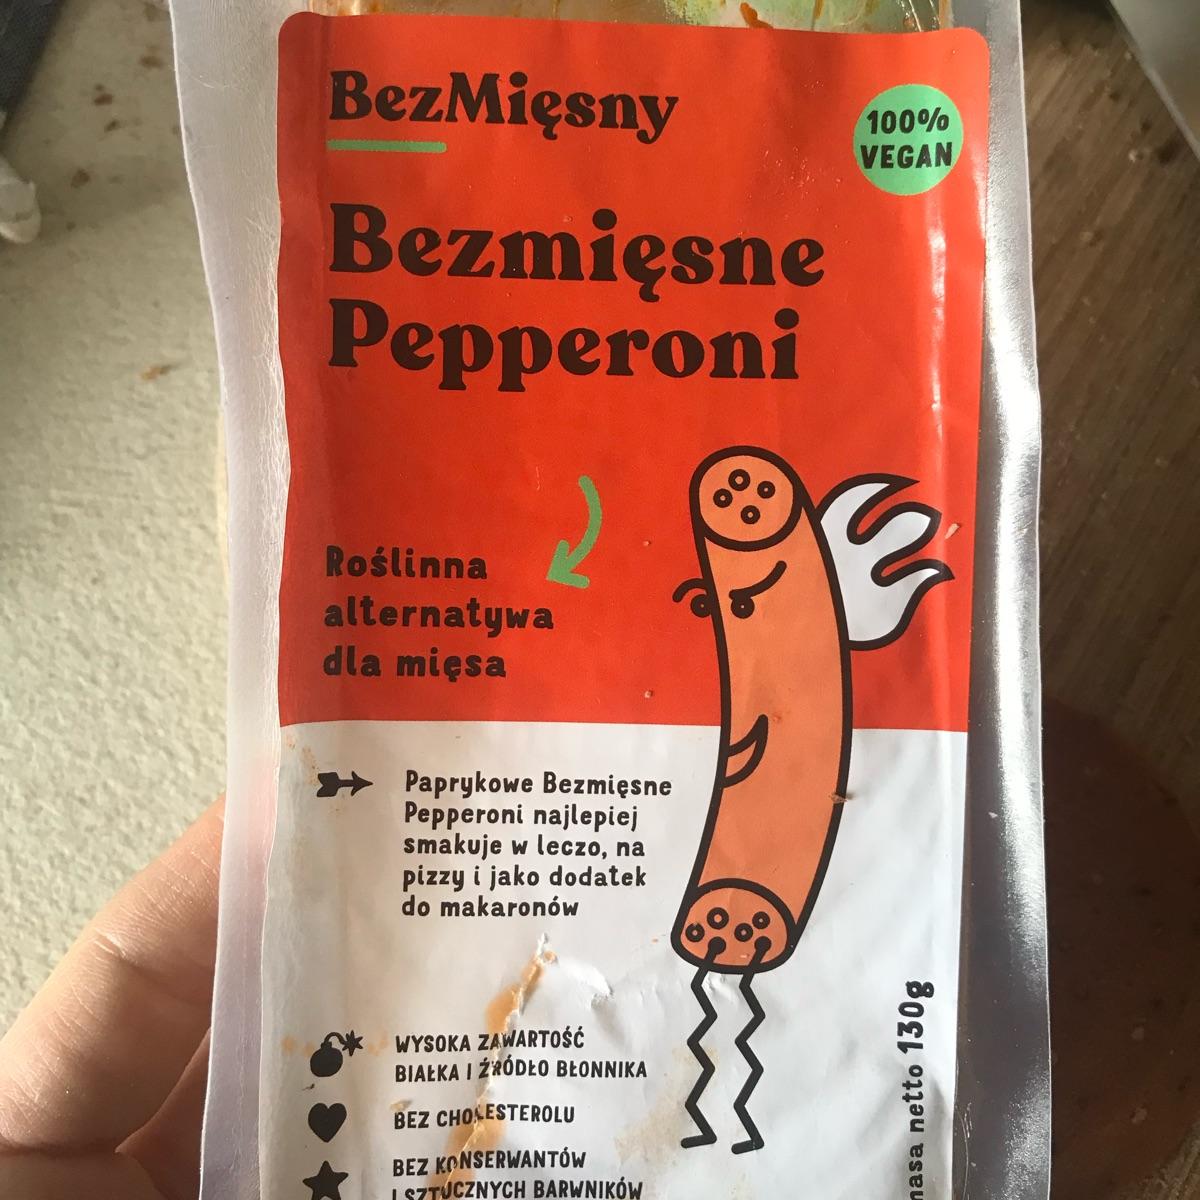 BezMięsny
100%
VEGAN
Bezmięsne
Pepperoni
Roślinna
alternatywa
dla mięsa
Paprykowe Bezmięsne
Pepperoni najlepiej
smakuje w leczo, na
pizzy i jako dodatek
do makaronów
WYSOKA ZAWARTOŚĆ
BIAŁKA I ŹRÓDŁO BŁONNIKA
BEZ CHOLESTEROLU
BEZ KONSERWANTÓW
I SZTUCZNYCH BARWNIKÓW
masa netto 130g